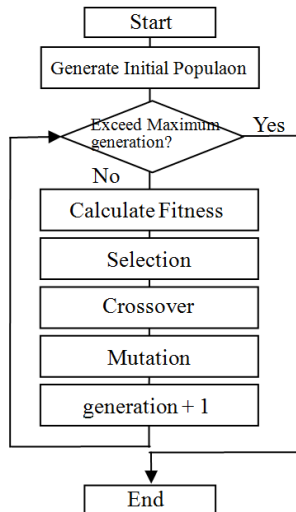 Start
Generate Initial Populaon
Exceed Maximum
generation?
Yes
No
Calculate Fitness
Selection
Crossover
Mutation
generation + 1
End